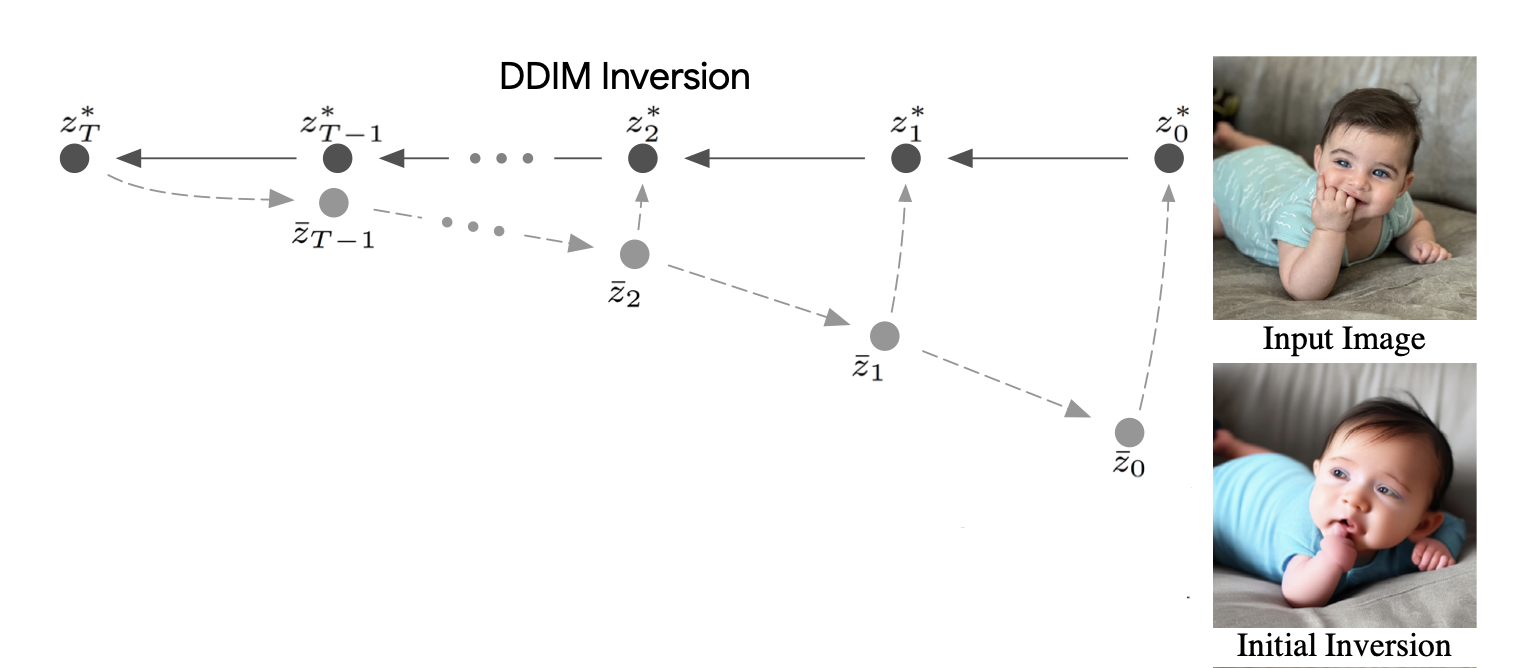 DDIM Inversion
z*_T z*_{T−1} z*_2 z*_1 z*_0
z̄_{T−1}
z̄_2
z̄_1
z̄_0
Input Image
Initial Inversion